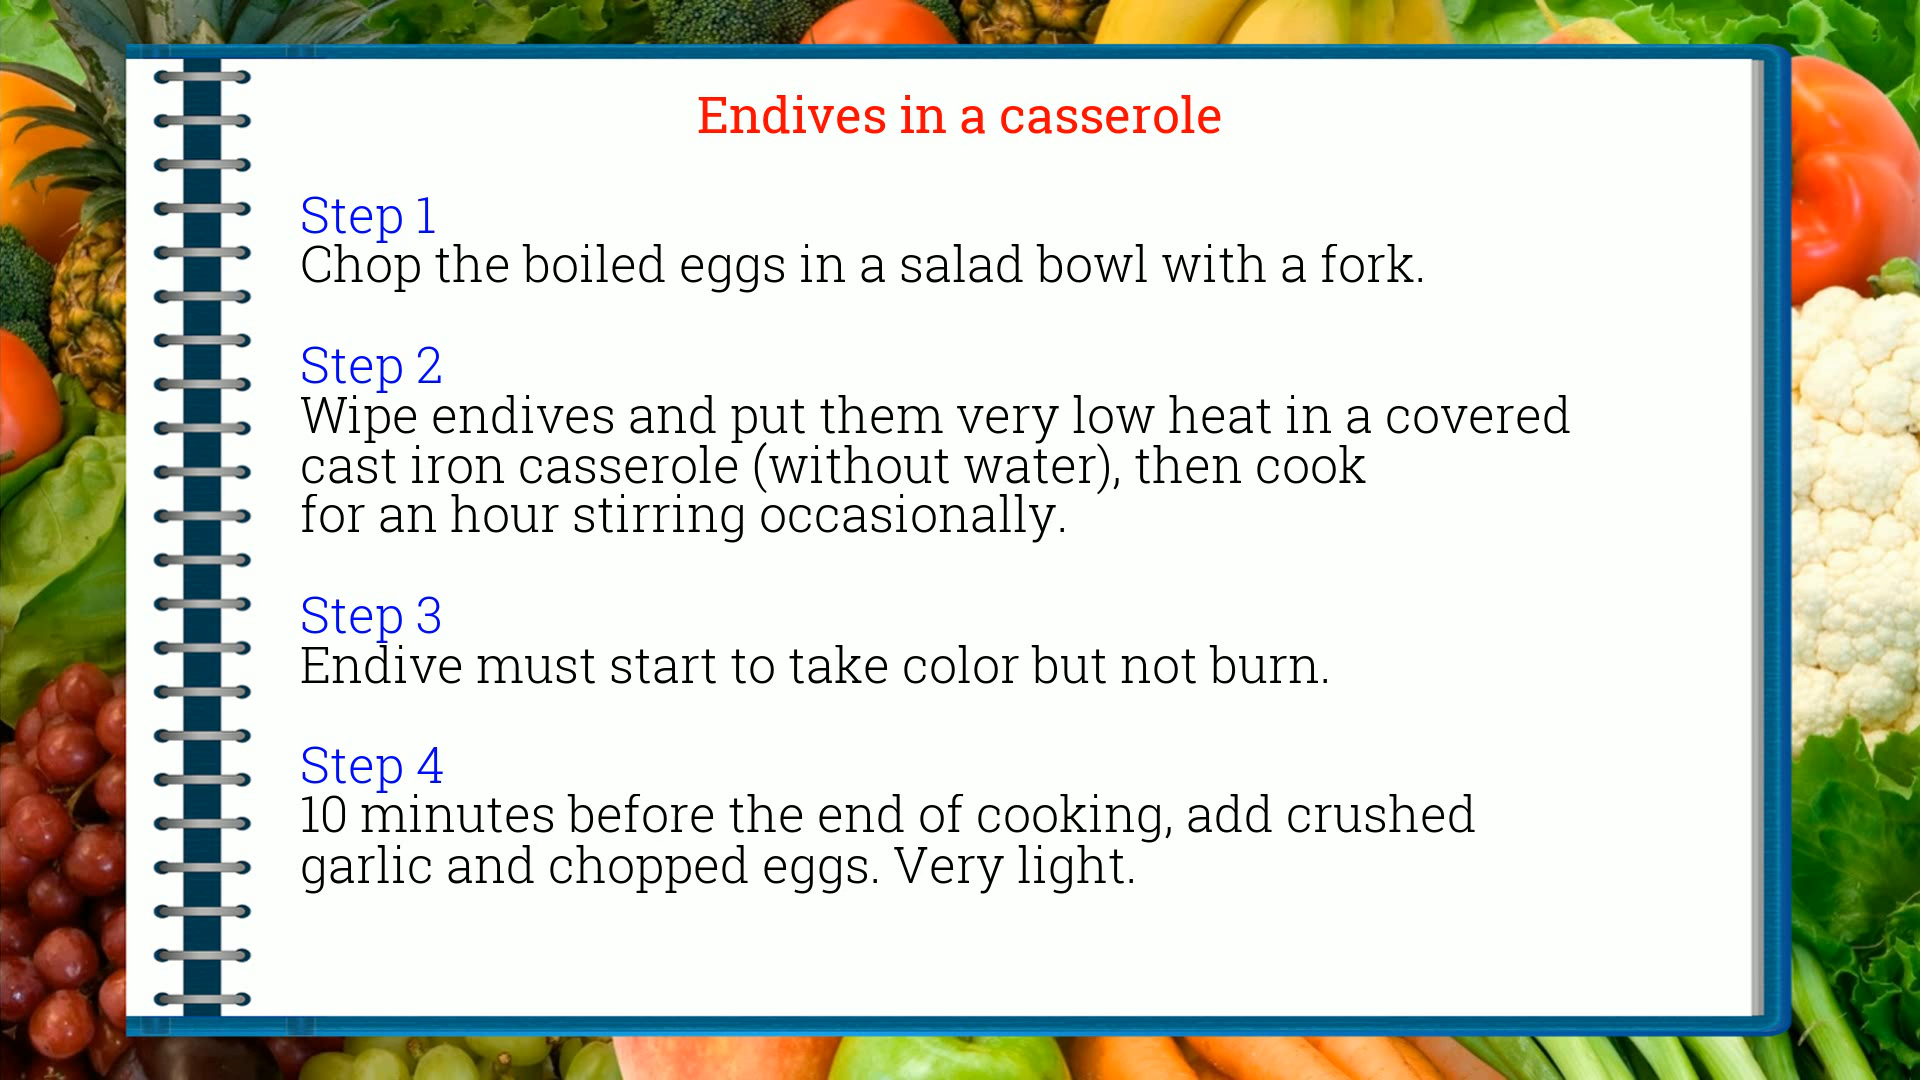 Endives in a casserole
Step 1
Chop the boiled eggs in a salad bowl with a fork.
Step 2
Wipe endives and put them very low heat in a covered
cast iron casserole (without water), then cook
for an hour stirring occasionally.
Step 3
Endive must start to take color but not burn.
Step 4
10 minutes before the end of cooking, add crushed
garlic and chopped eggs. Very light.